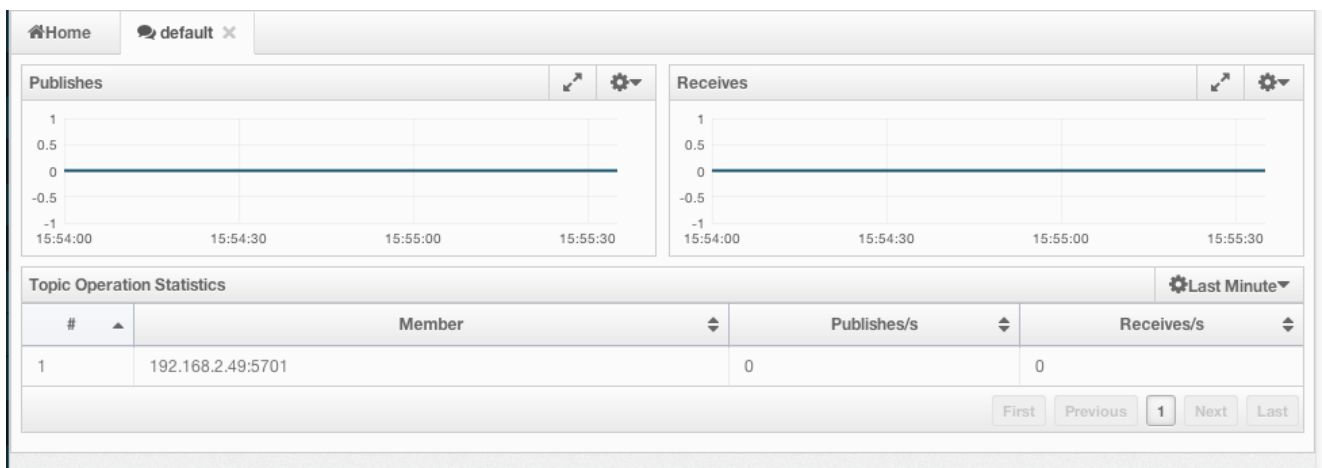 Home default
Publishes
1
0.5
0
-0.5
-1
15:54:00 15:54:30 15:55:00 15:55:30
Receives
1
0.5
0
-0.5
-1
15:54:00 15:54:30 15:55:00 15:55:30
Topic Operation Statistics Last Minute
# Member Publishes/s Receives/s
1 192.168.2.49:5701 0 0
First Previous 1 Next Last